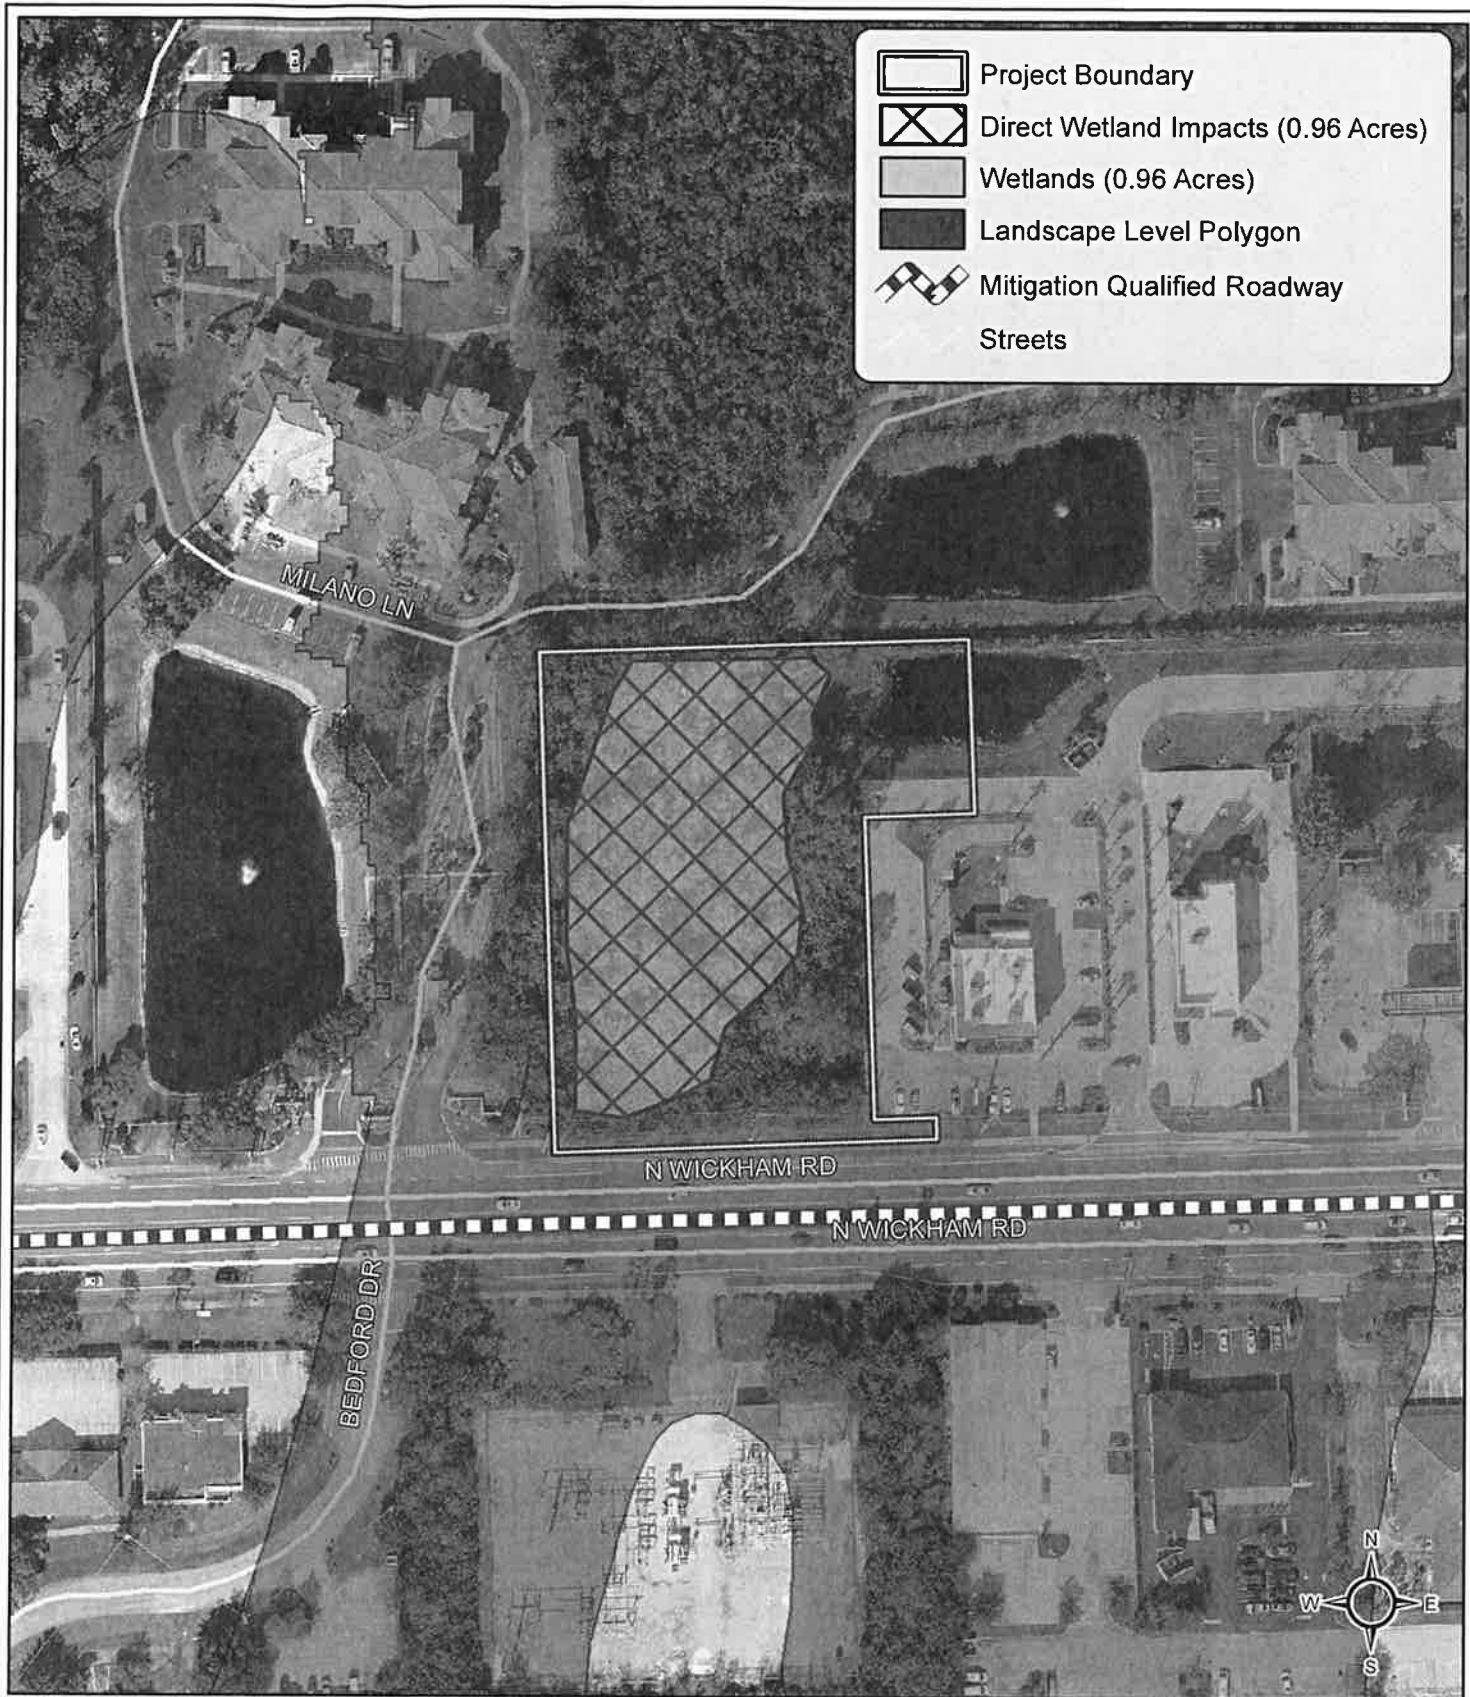 Project Boundary
Direct Wetland Impacts (0.96 Acres)
Wetlands (0.96 Acres)
Landscape Level Polygon
Mitigation Qualified Roadway
Streets
MILANO LN
N WICKHAM RD
N WICKHAM RD
BEDFORD DR
N
W E
S